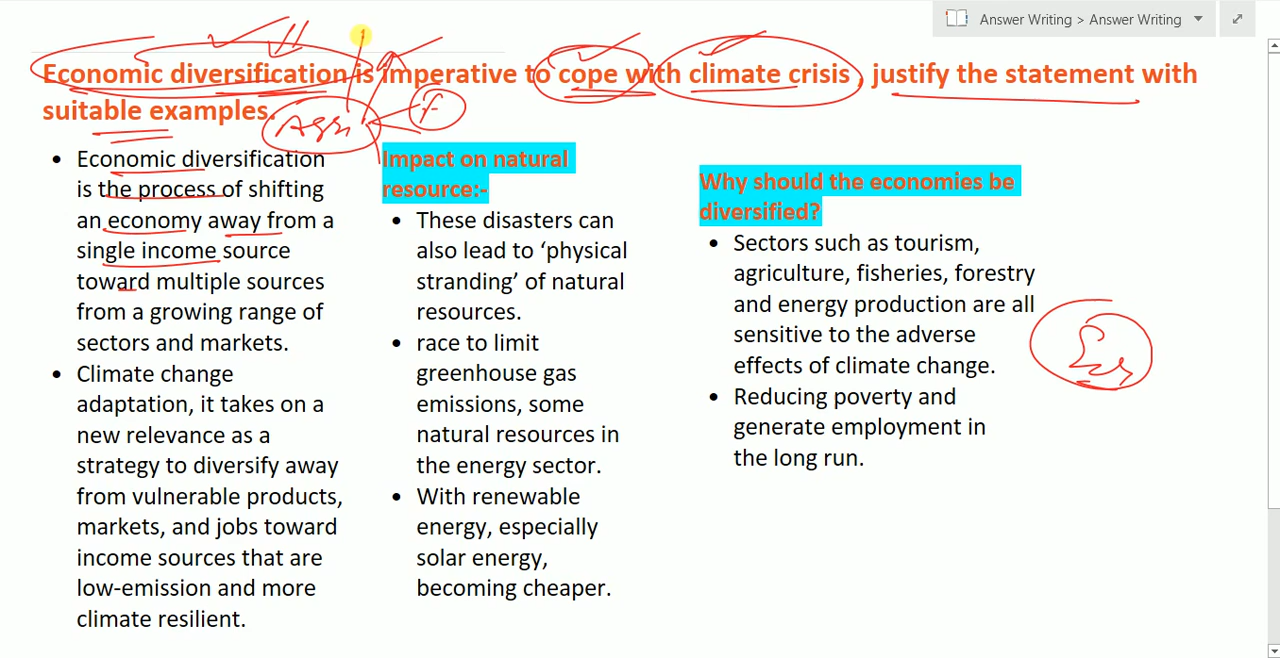 Answer Writing > Answer Writing
Economic diversification is imperative to cope with climate crisis , justify the statement with
suitable examples.
Agri
F
• Economic diversification
is the process of shifting
an economy away from a
single income source
toward multiple sources
from a growing range of
sectors and markets.
• Climate change
adaptation, it takes on a
new relevance as a
strategy to diversify away
from vulnerable products,
markets, and jobs toward
income sources that are
low-emission and more
climate resilient.
Impact on natural
resource:-
• These disasters can
also lead to ‘physical
stranding’ of natural
resources.
• race to limit
greenhouse gas
emissions, some
natural resources in
the energy sector.
• With renewable
energy, especially
solar energy,
becoming cheaper.
Why should the economies be
diversified?
• Sectors such as tourism,
agriculture, fisheries, forestry
and energy production are all
sensitive to the adverse
effects of climate change.
• Reducing poverty and
generate employment in
the long run.